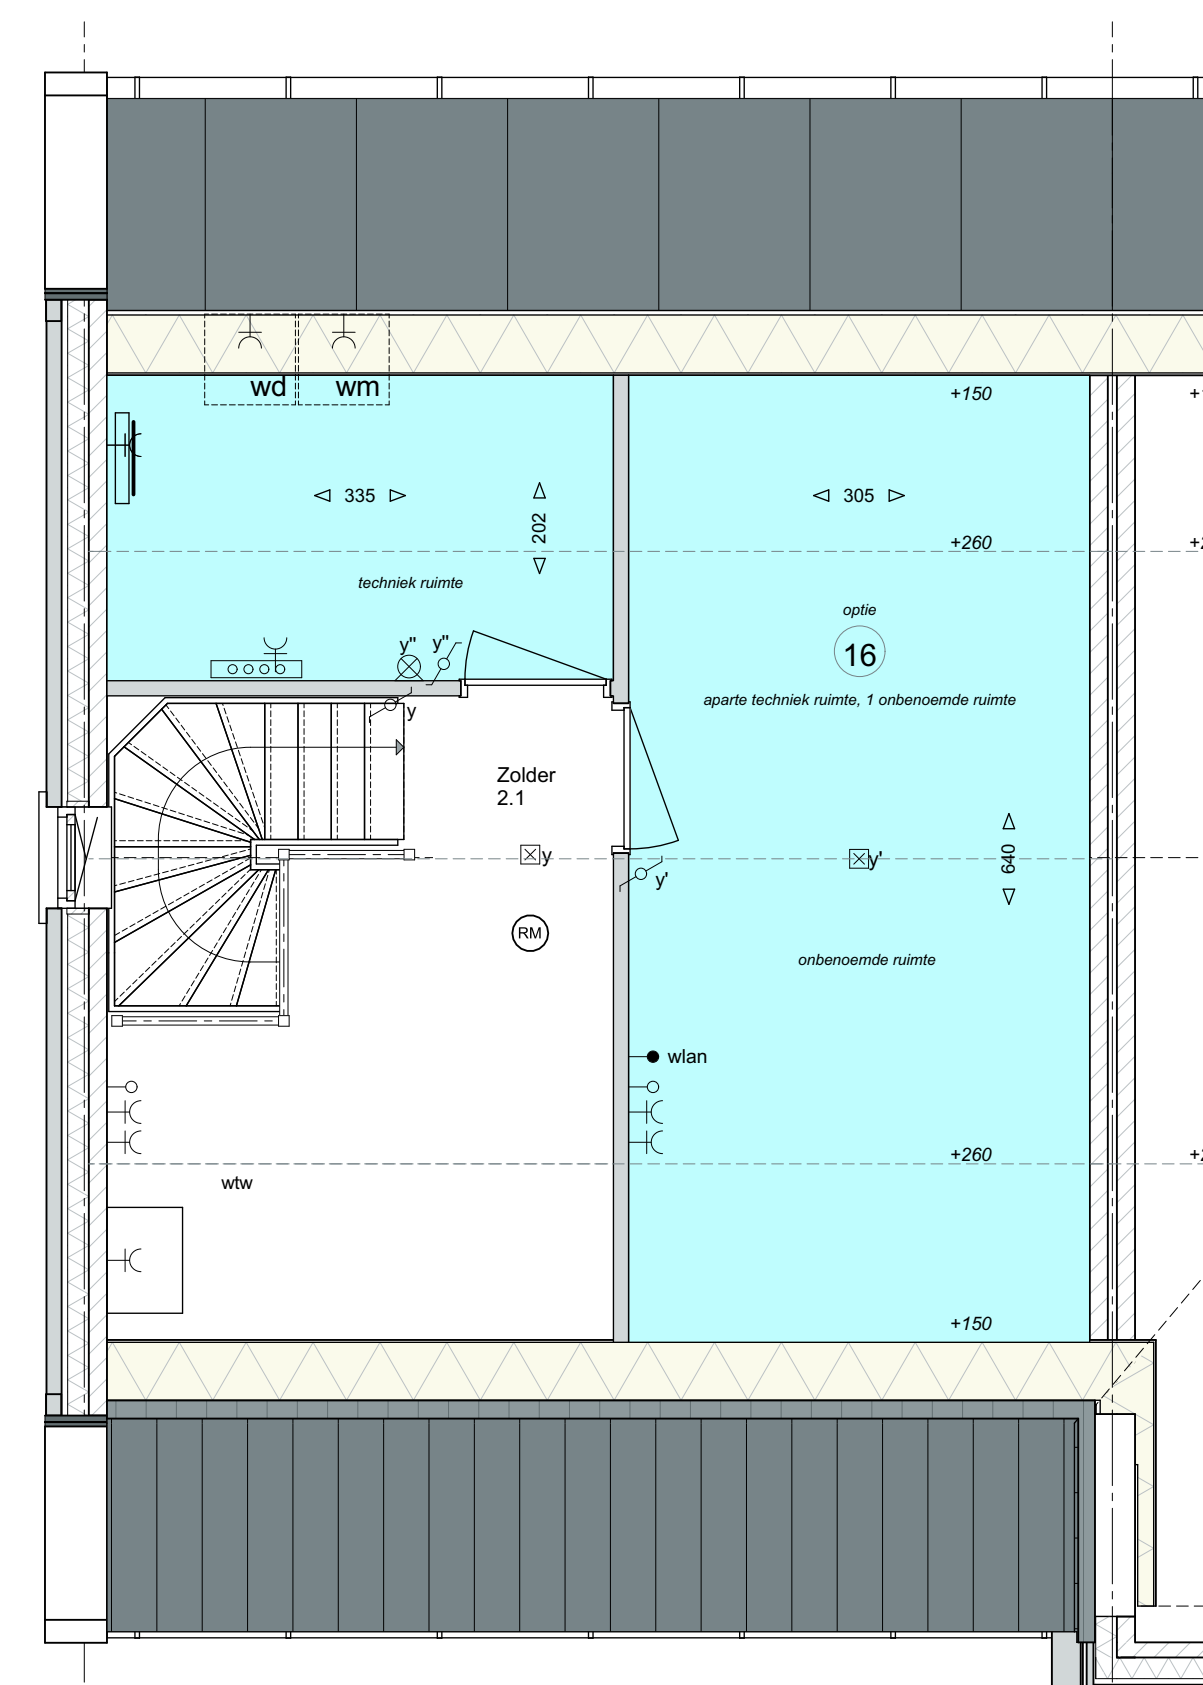 wd wm
+150
335
305
202
+260
techniek ruimte
optie
16
aparte techniek ruimte, 1 onbenoemde ruimte
y" y"
y
Zolder
2.1
y
y'
640
y'
RM
onbenoemde ruimte
wlan
+260
wtw
+150